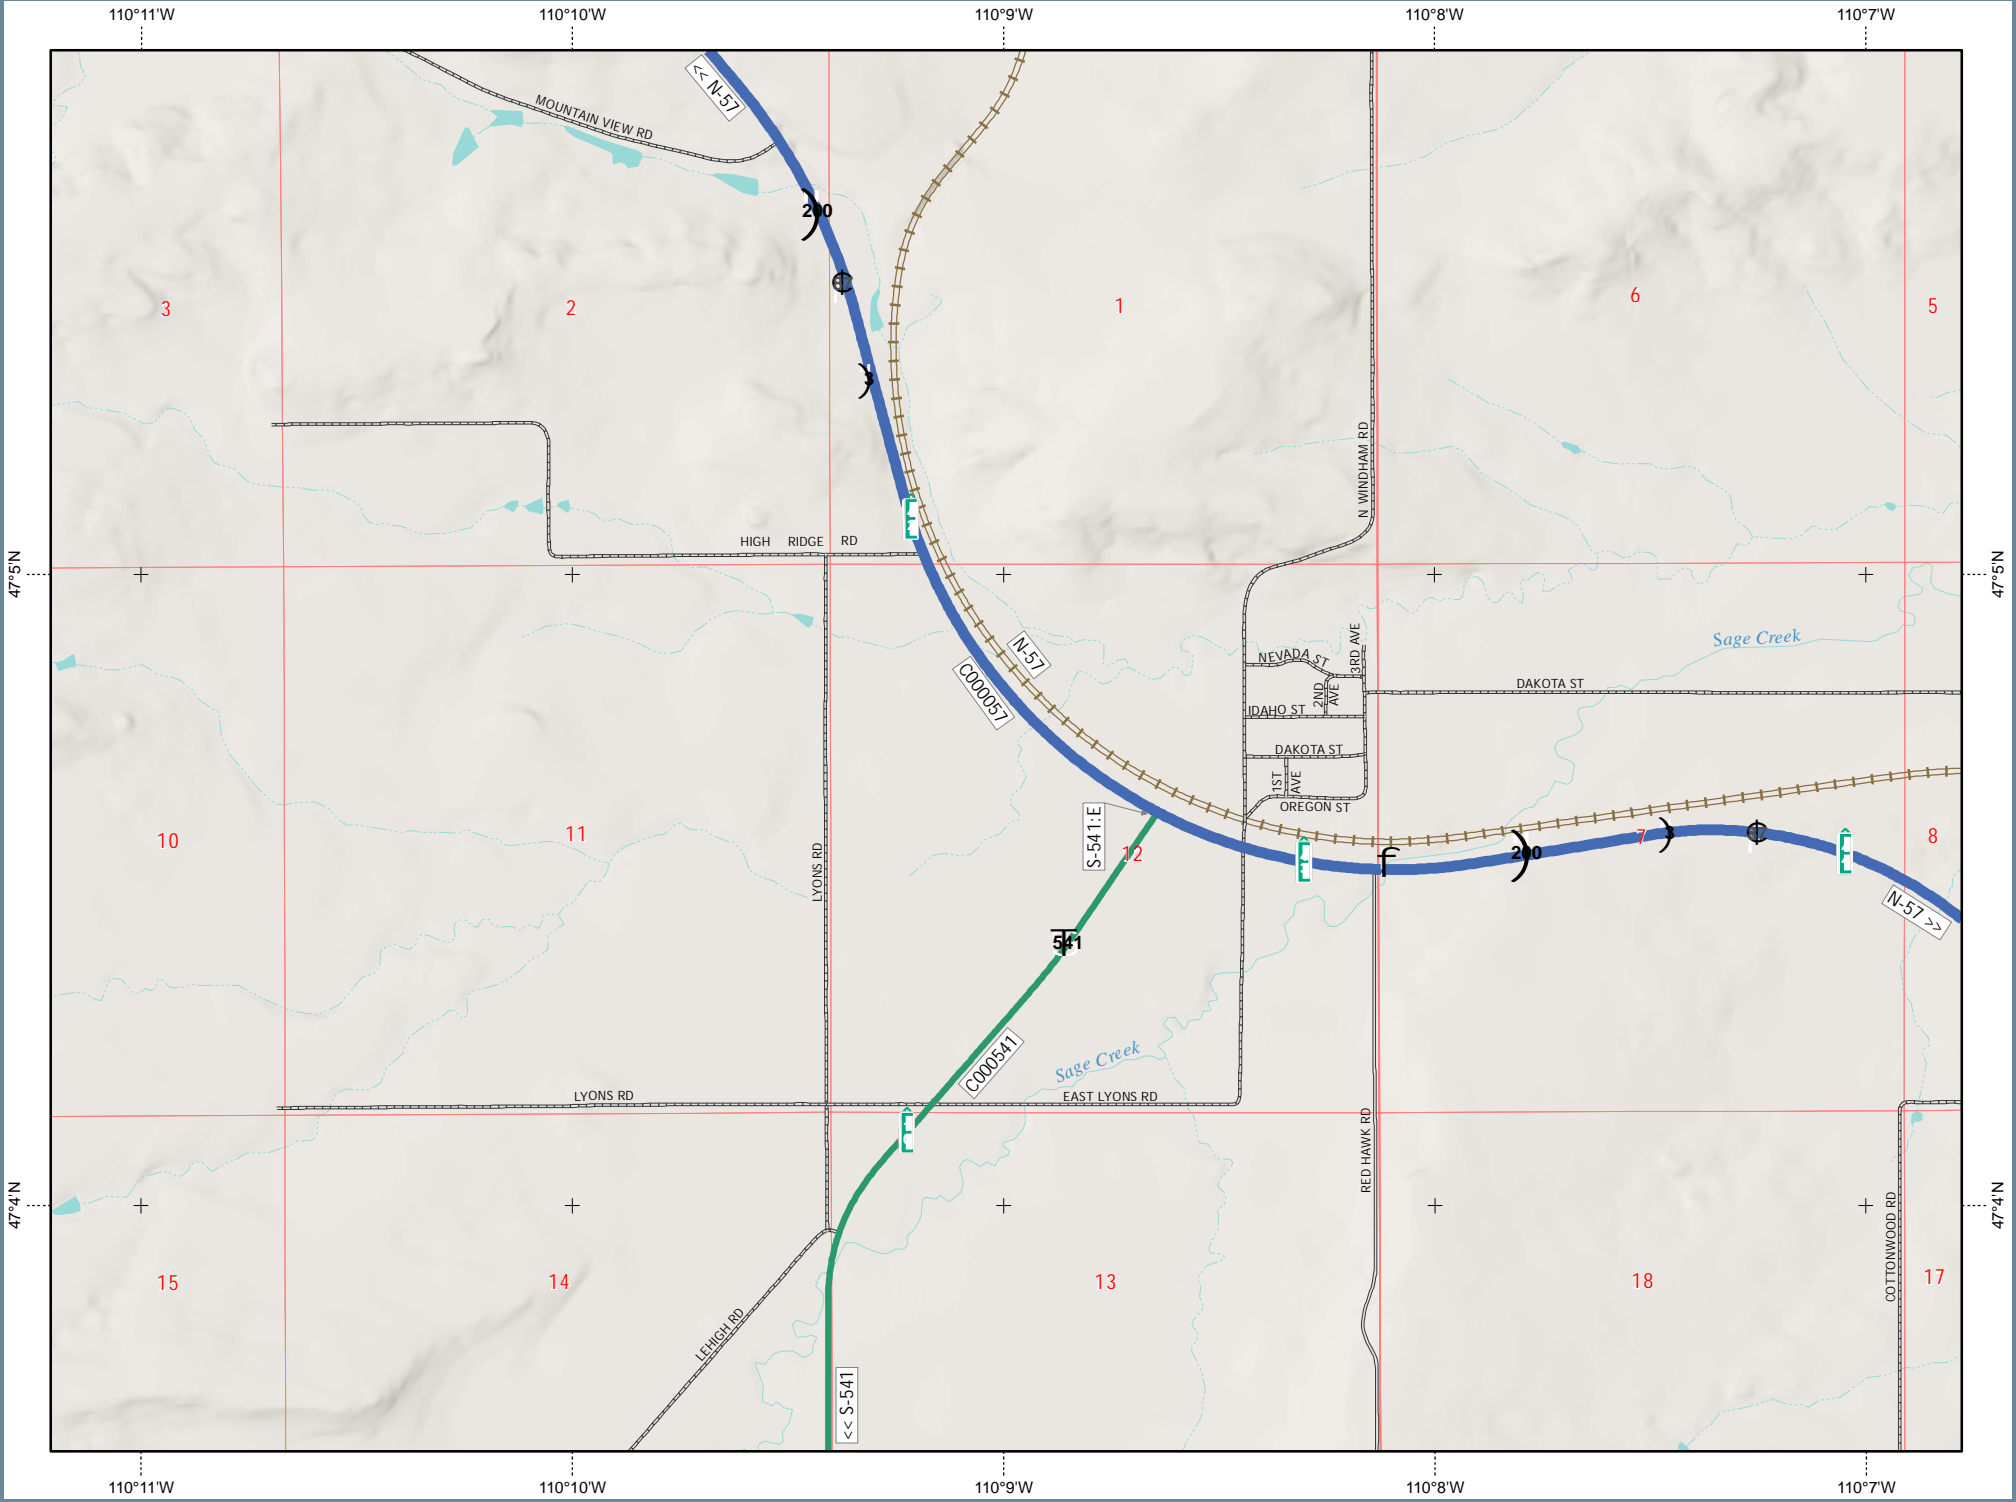 110°11'W
110°10'W
110°9'W
110°8'W
110°7'W
<< N-57
MOUNTAIN VIEW RD
200
3
2
1
6
5
3
N WINDHAM RD
HIGH RIDGE RD
47°5'N
47°5'N
N-57
C000057
NEVADA ST
3RD AVE
Sage Creek
2ND AVE
DAKOTA ST
IDAHO ST
DAKOTA ST
1ST AVE
OREGON ST
S-541:E
10
11
12
LYONS RD
200
7
3
8
N-57 >>
541
C000541
Sage Creek
LYONS RD
EAST LYONS RD
RED HAWK RD
47°4'N
47°4'N
COTTONWOOD RD
15
14
13
18
17
LEHIGH RD
<< S-541
110°11'W
110°10'W
110°9'W
110°8'W
110°7'W